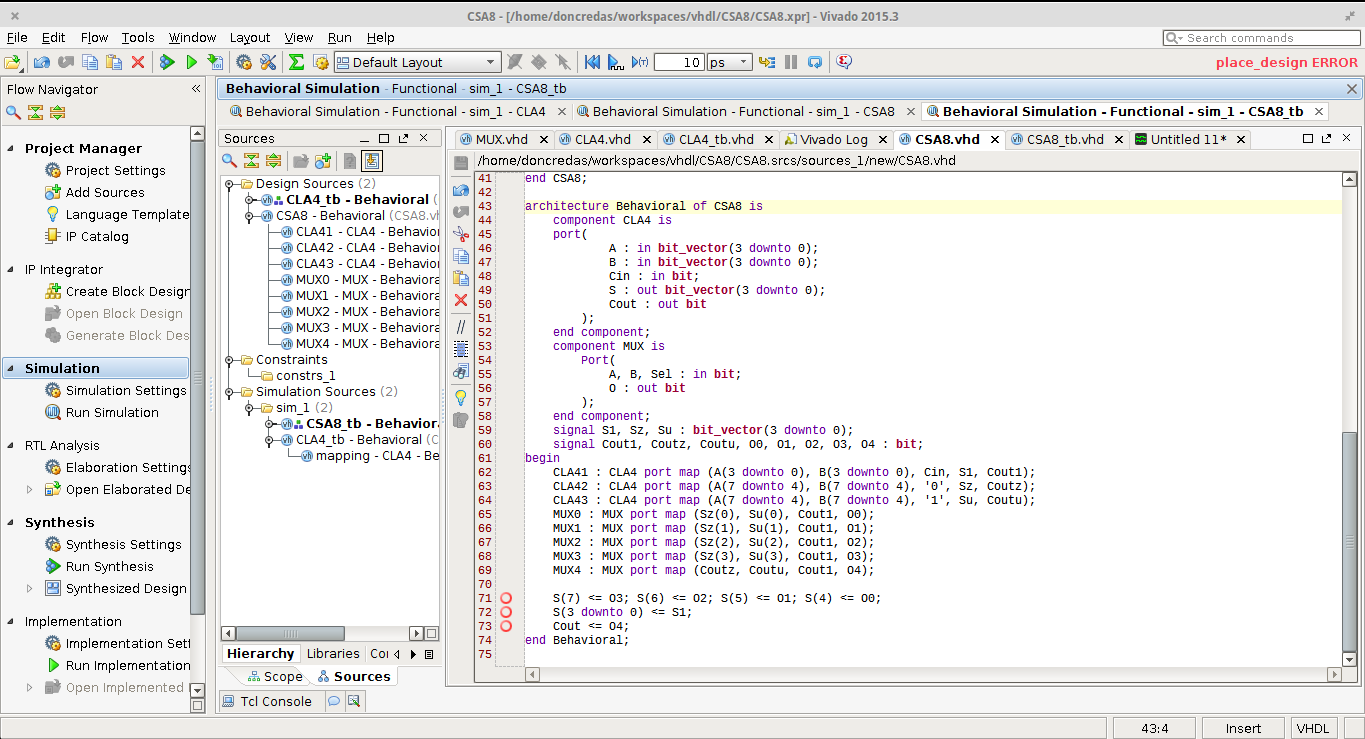 CSA8 - [/home/doncredas/workspaces/vhdl/CSA8/CSA8.xpr] - Vivado 2015.3
File Edit Flow Tools Window Layout View Run Help
Search commands
Default Layout
10 ps
place_design ERROR
Flow Navigator
Project Manager
Project Settings
Add Sources
Language Template
IP Catalog
IP Integrator
Create Block Design
Open Block Design
Generate Block Des
Simulation
Simulation Settings
Run Simulation
RTL Analysis
Elaboration Settings
Open Elaborated De
Synthesis
Synthesis Settings
Run Synthesis
Synthesized Design
Implementation
Implementation Set
Run Implementation
Open Implemented
Behavioral Simulation - Functional - sim_1 - CSA8_tb
Behavioral Simulation - Functional - sim_1 - CLA4
Behavioral Simulation - Functional - sim_1 - CSA8
Behavioral Simulation - Functional - sim_1 - CSA8_tb
Sources
Design Sources (2)
CLA4_tb - Behavioral (
CSA8 - Behavioral (CSA8.vh
CLA41 - CLA4 - Behavio
CLA42 - CLA4 - Behavio
CLA43 - CLA4 - Behavio
MUX0 - MUX - Behaviora
MUX1 - MUX - Behaviora
MUX2 - MUX - Behaviora
MUX3 - MUX - Behaviora
MUX4 - MUX - Behaviora
Constraints
constrs_1
Simulation Sources (2)
sim_1 (2)
CSA8_tb - Behavioral
CLA4_tb - Behavioral (C
mapping - CLA4 - Be
Hierarchy Libraries Co
Scope Sources
Tcl Console
MUX.vhd CLA4.vhd CLA4_tb.vhd Vivado Log CSA8.vhd CSA8_tb.vhd Untitled 11*
/home/doncredas/workspaces/vhdl/CSA8/CSA8.srcs/sources_1/new/CSA8.vhd
41 end CSA8;
42
43 architecture Behavioral of CSA8 is
44 component CLA4 is
45 port(
46 A : in bit_vector(3 downto 0);
47 B : in bit_vector(3 downto 0);
48 Cin : in bit;
49 S : out bit_vector(3 downto 0);
50 Cout : out bit
51 );
52 end component;
53 component MUX is
54 Port(
55 A, B, Sel : in bit;
56 O : out bit
57 );
58 end component;
59 signal S1, Sz, Su : bit_vector(3 downto 0);
60 signal Cout1, Coutz, Coutu, O0, O1, O2, O3, O4 : bit;
61 begin
62 CLA41 : CLA4 port map (A(3 downto 0), B(3 downto 0), Cin, S1, Cout1);
63 CLA42 : CLA4 port map (A(7 downto 4), B(7 downto 4), '0', Sz, Coutz);
64 CLA43 : CLA4 port map (A(7 downto 4), B(7 downto 4), '1', Su, Coutu);
65 MUX0 : MUX port map (Sz(0), Su(0), Cout1, O0);
66 MUX1 : MUX port map (Sz(1), Su(1), Cout1, O1);
67 MUX2 : MUX port map (Sz(2), Su(2), Cout1, O2);
68 MUX3 : MUX port map (Sz(3), Su(3), Cout1, O3);
69 MUX4 : MUX port map (Coutz, Coutu, Cout1, O4);
70
71 S(7) <= O3; S(6) <= O2; S(5) <= O1; S(4) <= O0;
72 S(3 downto 0) <= S1;
73 Cout <= O4;
74 end Behavioral;
75
43:4 Insert VHDL